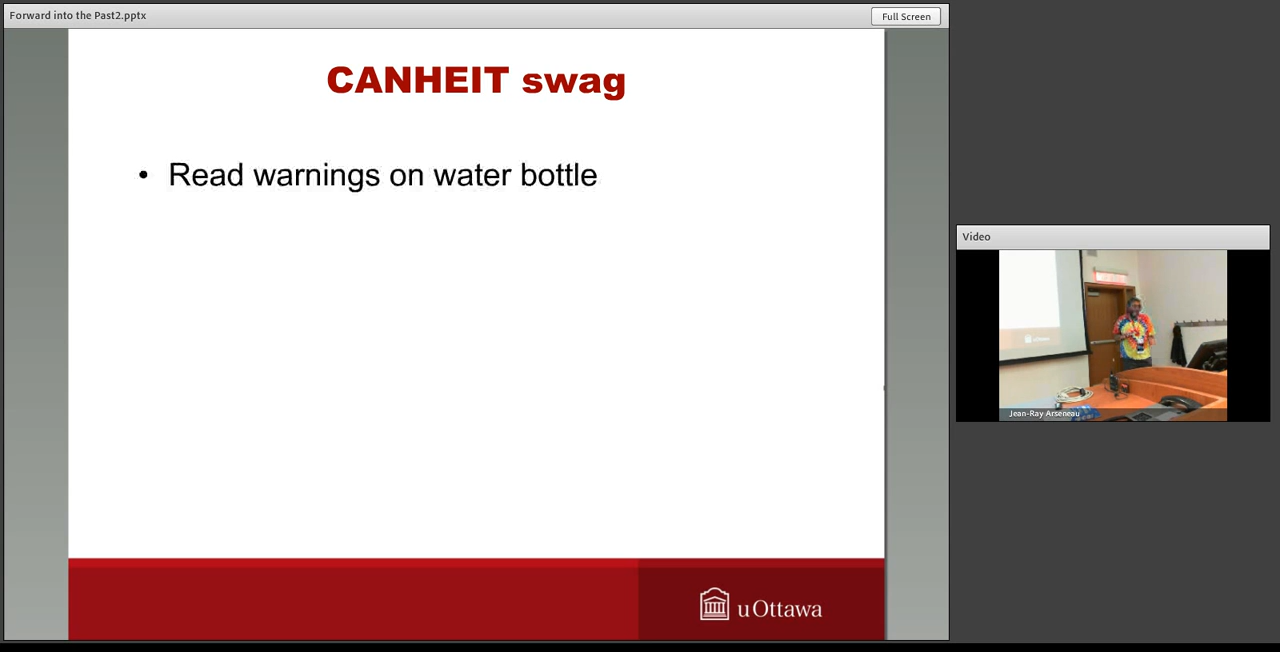 Forward into the Past2.pptx
Full Screen
CANHEIT swag
• Read warnings on water bottle
uOttawa
Video
uOttawa
Jean-Ray Arseneau